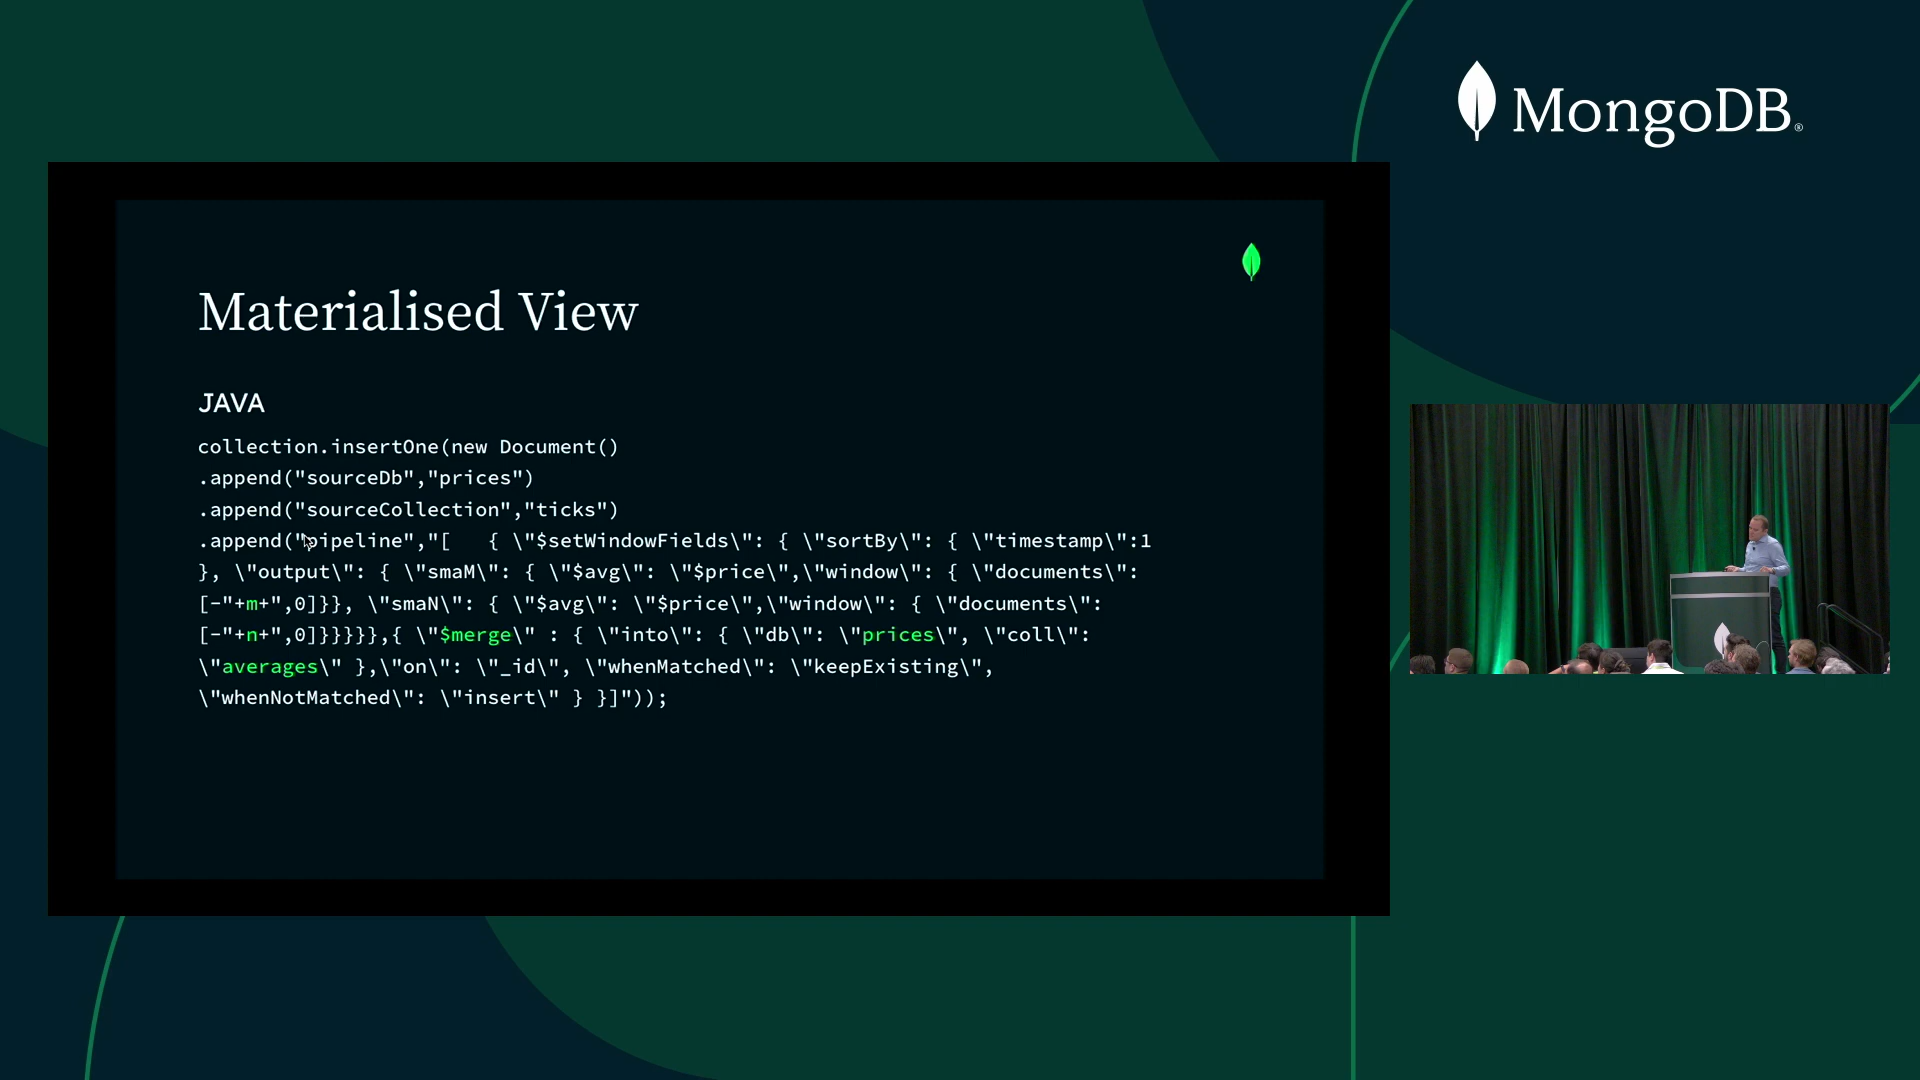 MongoDB®
Materialised View
JAVA
collection.insertOne(new Document()
.append("sourceDb","prices")
.append("sourceCollection","ticks")
.append("pipeline","[   { \"$setWindowFields\": { \"sortBy\": { \"timestamp\":1
}, \"output\": { \"smaM\": { \"$avg\": \"$price\",\"window\": { \"documents\":
[-"+m+",0]}}, \"smaN\": { \"$avg\": \"$price\",\"window\": { \"documents\":
[-"+n+",0]}}}}},{ \"$merge\" : { \"into\": { \"db\": \"prices\", \"coll\":
\"averages\" },\"on\": \"_id\", \"whenMatched\": \"keepExisting\",
\"whenNotMatched\": \"insert\" } }]"));